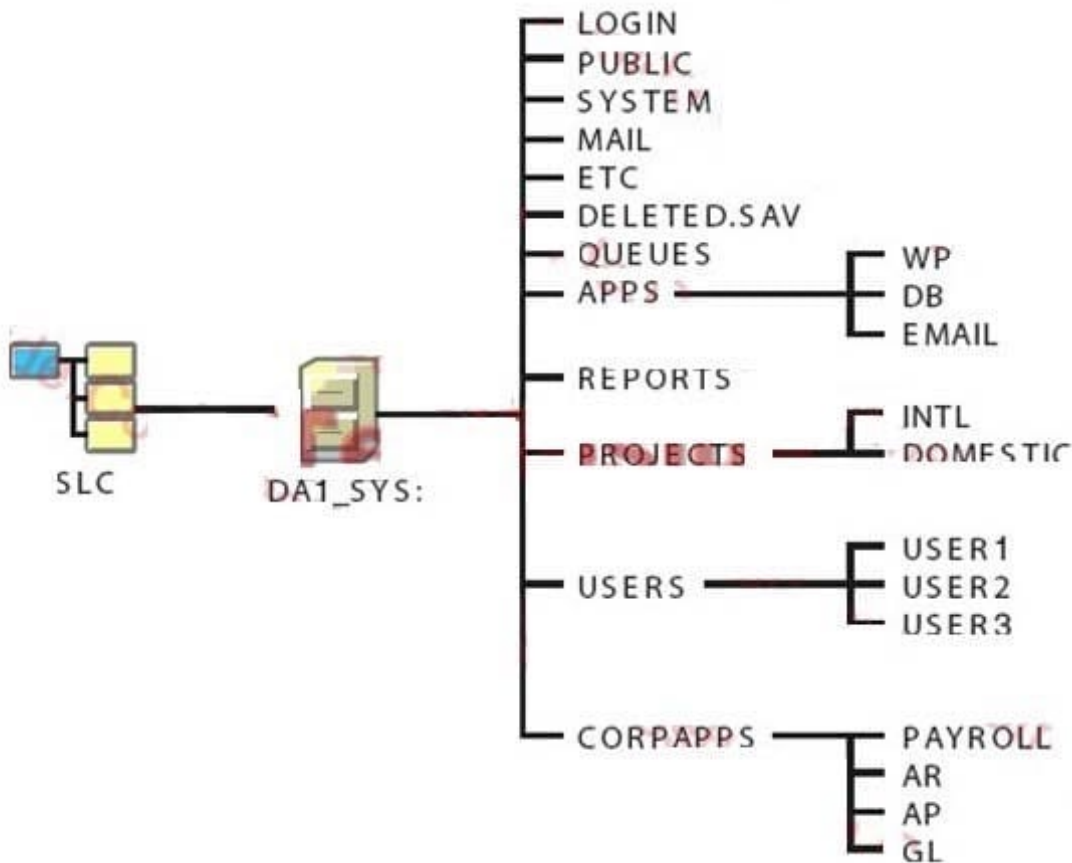 LOGIN
PUBLIC
SYSTEM
MAIL
ETC
DELETED.SAV
QUEUES
APPS
WP
DB
EMAIL
REPORTS
PROJECTS
INTL
DOMESTIC
SLC
DA1_SYS:
USERS
USER1
USER2
USER3
CORPAPPS
PAYROLL
AR
AP
GL